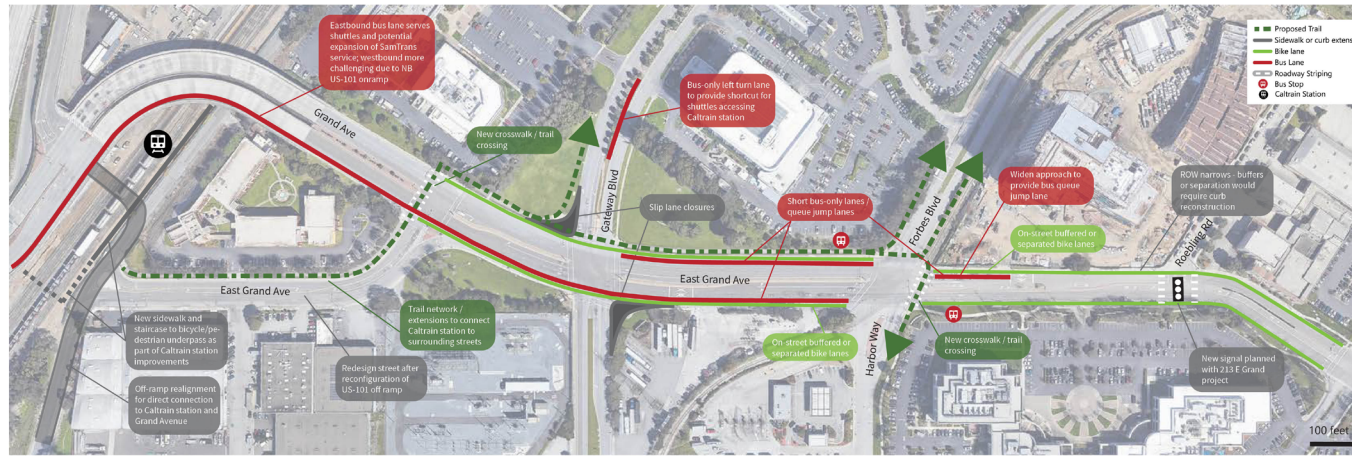 Eastbound bus lane serves
shuttles and potential
expansion of SamTrans
service; westbound more
challenging due to NB
US-101 onramp
Bus-only left turn lane
to provide shortcut for
shuttles accessing
Caltrain station
Proposed Trail
Sidewalk or curb extens
Bike lane
Bus Lane
Roadway Striping
Bus Stop
Caltrain Station
Grand Ave
New crosswalk / trail
crossing
Gateway Blvd
Slip lane closures
Short bus-only lanes /
queue jump lanes
Forbes Blvd
Widen approach to
provide bus queue
jump lane
ROW narrows - buffers
or separation would
require curb
reconstruction
On-street buffered or
separated bike lanes
Roebling Rd
East Grand Ave
East Grand Ave
New sidewalk and
staircase to bicycle/pe-
destrian underpass as
part of Caltrain station
improvements
Trail network /
extensions to connect
Caltrain station to
surrounding streets
Redesign street after
reconfiguration of
US-101 off ramp
Off-ramp realignment
for direct connection
to Caltrain station and
Grand Avenue
On-street buffered or
separated bike lanes
Harbor Way
New crosswalk / trail
crossing
New signal planned
with 213 E Grand
project
100 feet